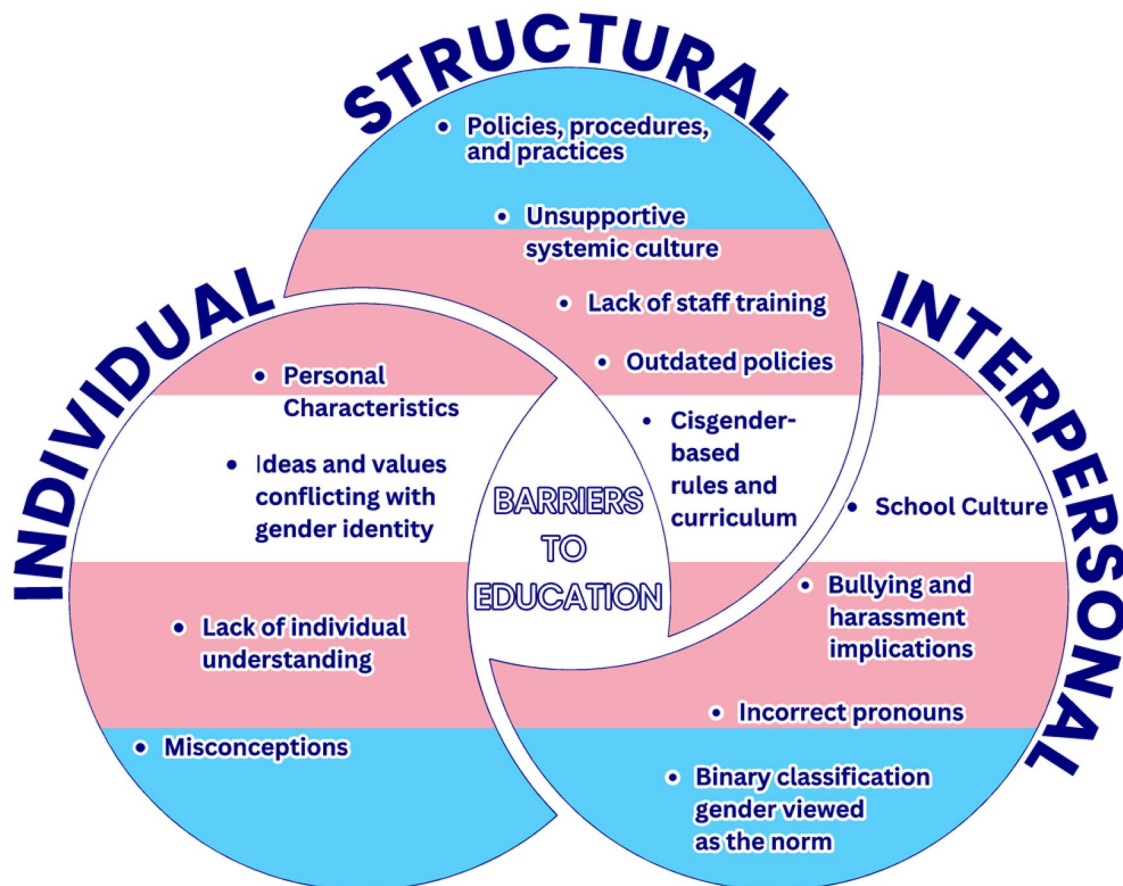 STRUCTURAL
• Policies, procedures,
and practices
• Unsupportive
systemic culture
• Lack of staff training
• Outdated policies
• Cisgender-
based
rules and
curriculum
INDIVIDUAL
• Personal
Characteristics
• Ideas and values
conflicting with
gender identity
• Lack of individual
understanding
• Misconceptions
BARRIERS
TO
EDUCATION
INTERPERSONAL
• School Culture
• Bullying and
harassment
implications
• Incorrect pronouns
• Binary classification
gender viewed
as the norm